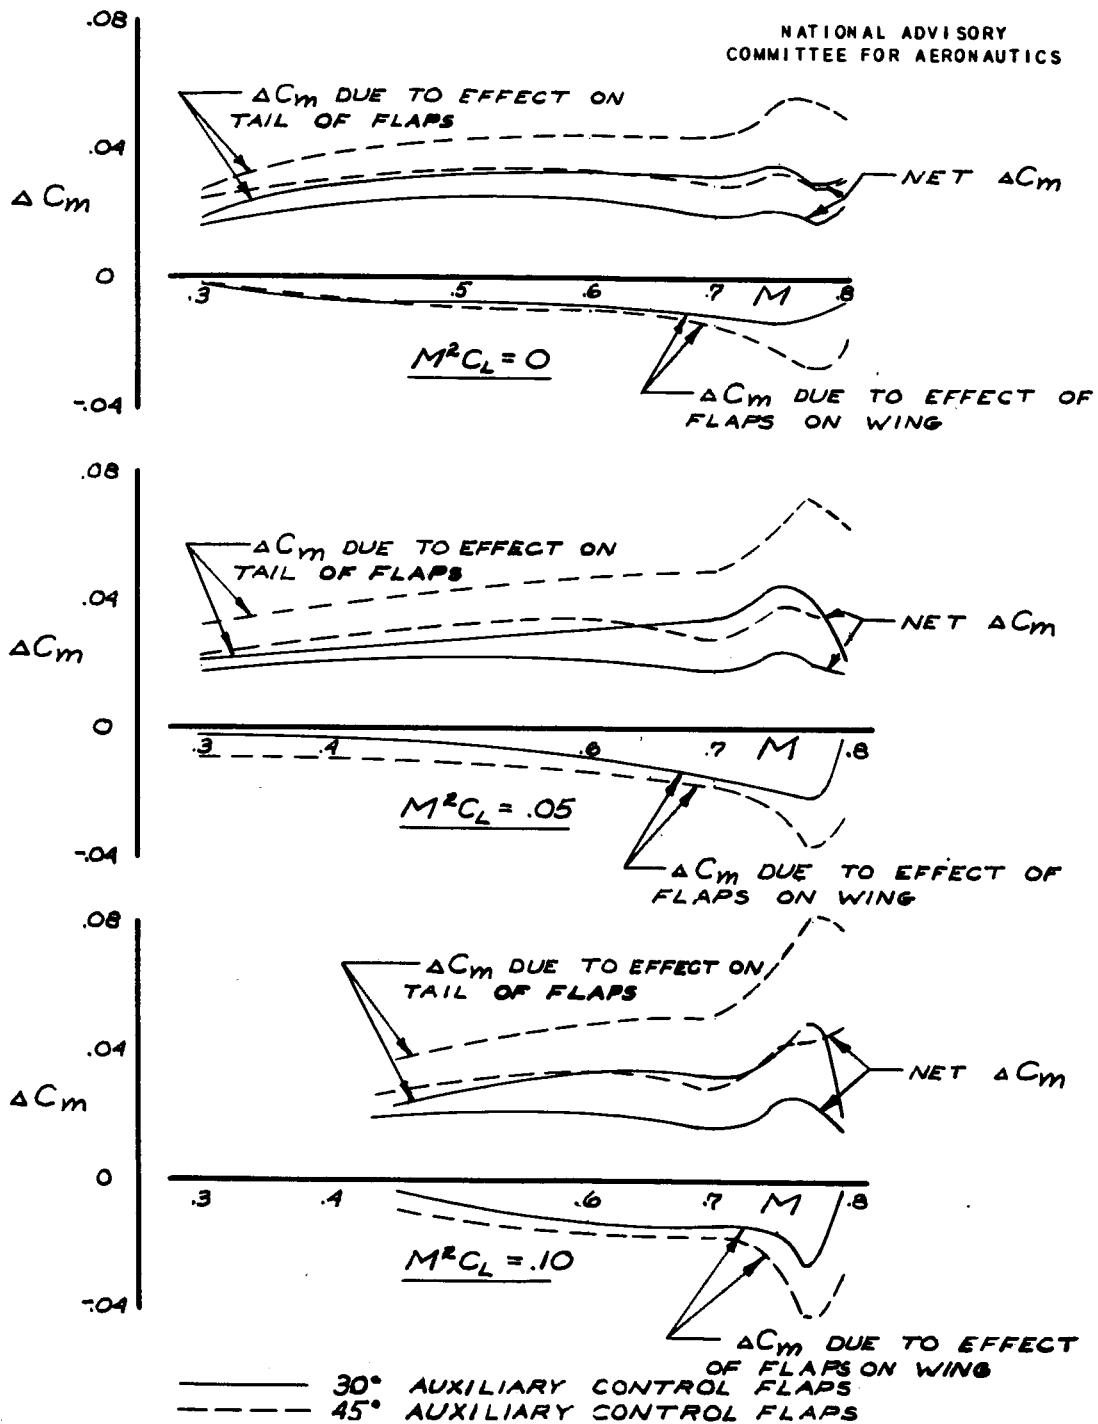 NATIONAL ADVISORY
COMMITTEE FOR AERONAUTICS
.08
ΔCm DUE TO EFFECT ON
TAIL OF FLAPS
.04
NET ΔCm
ΔCm
0
.3 .5 .6 .7 M .8
M²CL = 0
ΔCm DUE TO EFFECT OF
FLAPS ON WING
-.04
.08
ΔCm DUE TO EFFECT ON
TAIL OF FLAPS
.04
NET ΔCm
ΔCm
0
.3 .4 .6 .7 M .8
M²CL = .05
-.04
ΔCm DUE TO EFFECT OF
FLAPS ON WING
.08
ΔCm DUE TO EFFECT ON
TAIL OF FLAPS
.04
NET ΔCm
ΔCm
0
.3 .4 .6 .7 M .8
M²CL = .10
-.04
ΔCm DUE TO EFFECT
OF FLAPS ON WING
30° AUXILIARY CONTROL FLAPS
45° AUXILIARY CONTROL FLAPS